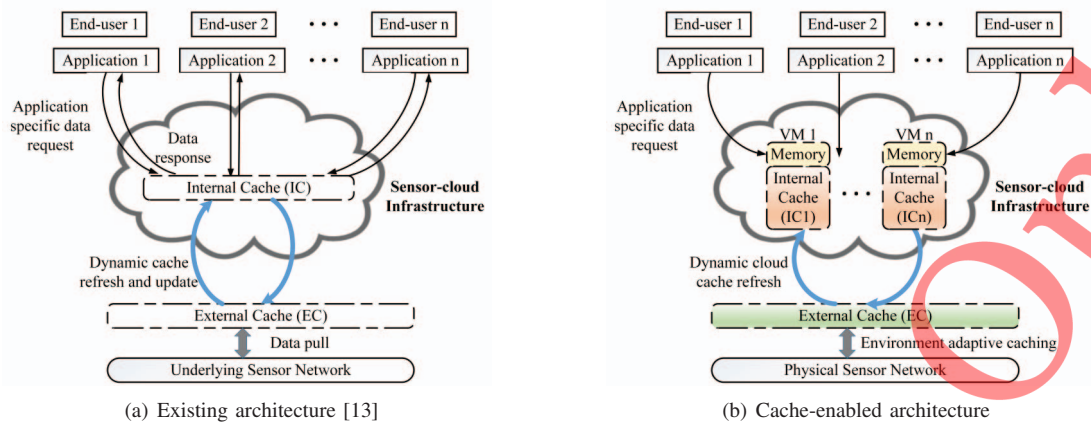 End-user 1 End-user 2 • • • End-user n
Application 1 Application 2 • • • Application n
Application
specific data
request
Data
response
Internal Cache (IC)
Sensor-cloud
Infrastructure
Dynamic cache
refresh and update
External Cache (EC)
Data pull
Underlying Sensor Network
(a) Existing architecture [13]
End-user 1 End-user 2 • • • End-user n
Application 1 Application 2 • • • Application n
Application
specific data
request
VM 1 VM n
Memory Memory
Internal
Cache
(IC1)
• • •
Internal
Cache
(ICn)
Sensor-cloud
Infrastructure
Dynamic cloud
cache refresh
External Cache (EC)
Environment adaptive caching
Physical Sensor Network
(b) Cache-enabled architecture